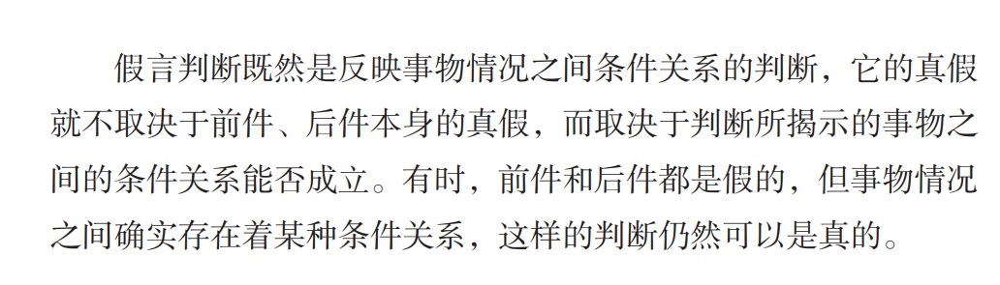 假言判断既然是反映事物情况之间条件关系的判断，它的真假
就不取决于前件、后件本身的真假，而取决于判断所揭示的事物之
间的条件关系能否成立。有时，前件和后件都是假的，但事物情况
之间确实存在着某种条件关系，这样的判断仍然可以是真的。